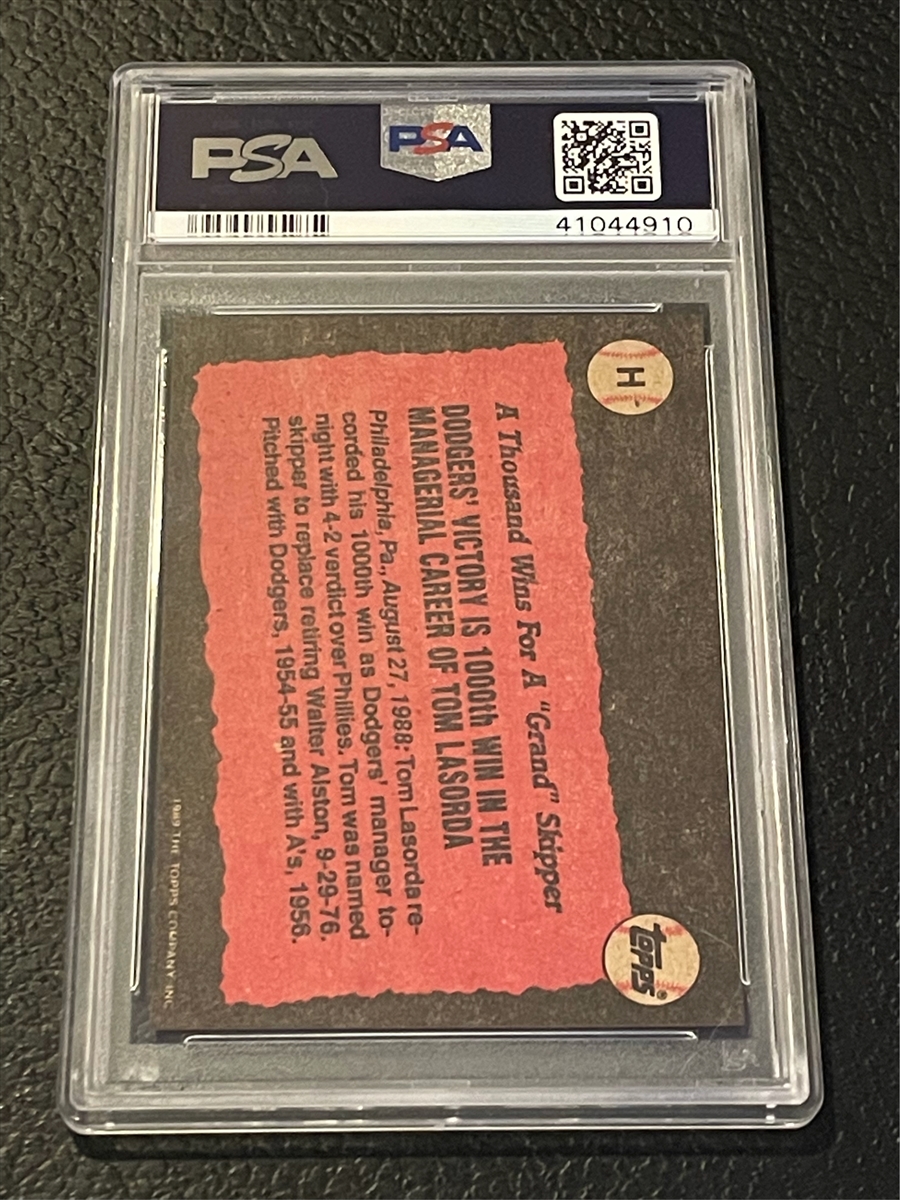 PSA
PSA
41044910
H
A Thousand Wins For A "Grand" Skipper
DODGERS' VICTORY IS 1000th WIN IN THE
MANAGERIAL CAREER OF TOM LASORDA
Philadelphia, Pa., August 27, 1988: Tom Lasorda re-
corded his 1000th win as Dodgers' manager to-
night with 4-2 verdict over Phillies. Tom was named
skipper to replace retiring Walter Alston, 9-29-76.
Pitched with Dodgers, 1954-55 and with A's, 1956.
TOPPS®
1989 THE TOPPS COMPANY, INC.